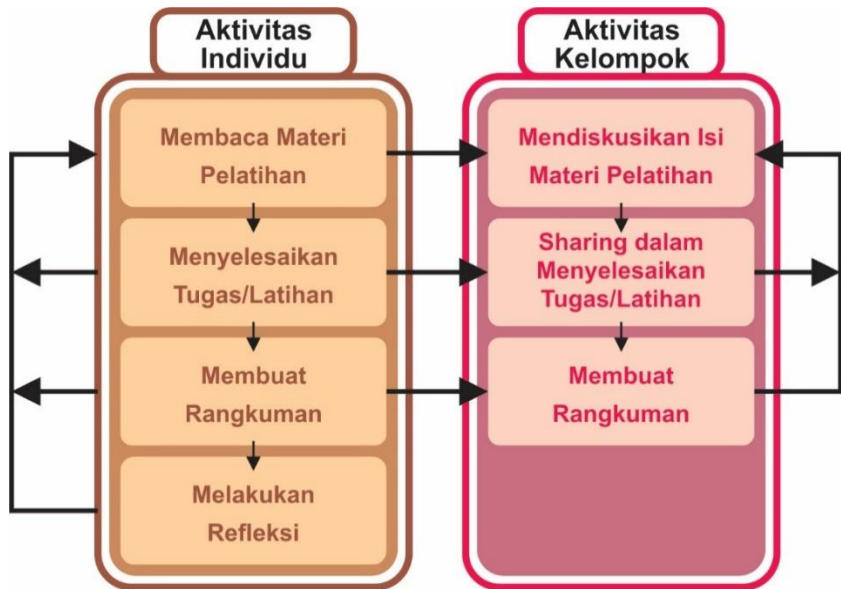 Aktivitas
Individu
Membaca Materi
Pelatihan
Menyelesaikan
Tugas/Latihan
Membuat
Rangkuman
Melakukan
Refleksi
Aktivitas
Kelompok
Mendiskusikan Isi
Materi Pelatihan
Sharing dalam
Menyelesaikan
Tugas/Latihan
Membuat
Rangkuman